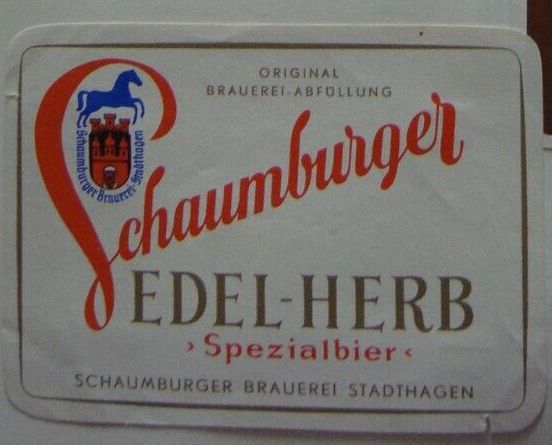 ORIGINAL
BRAUEREI-ABFÜLLUNG
Schaumburger
Schaumburger Brauerei Stadthagen
EDEL-HERB
› Spezialbier ‹
SCHAUMBURGER BRAUEREI STADTHAGEN